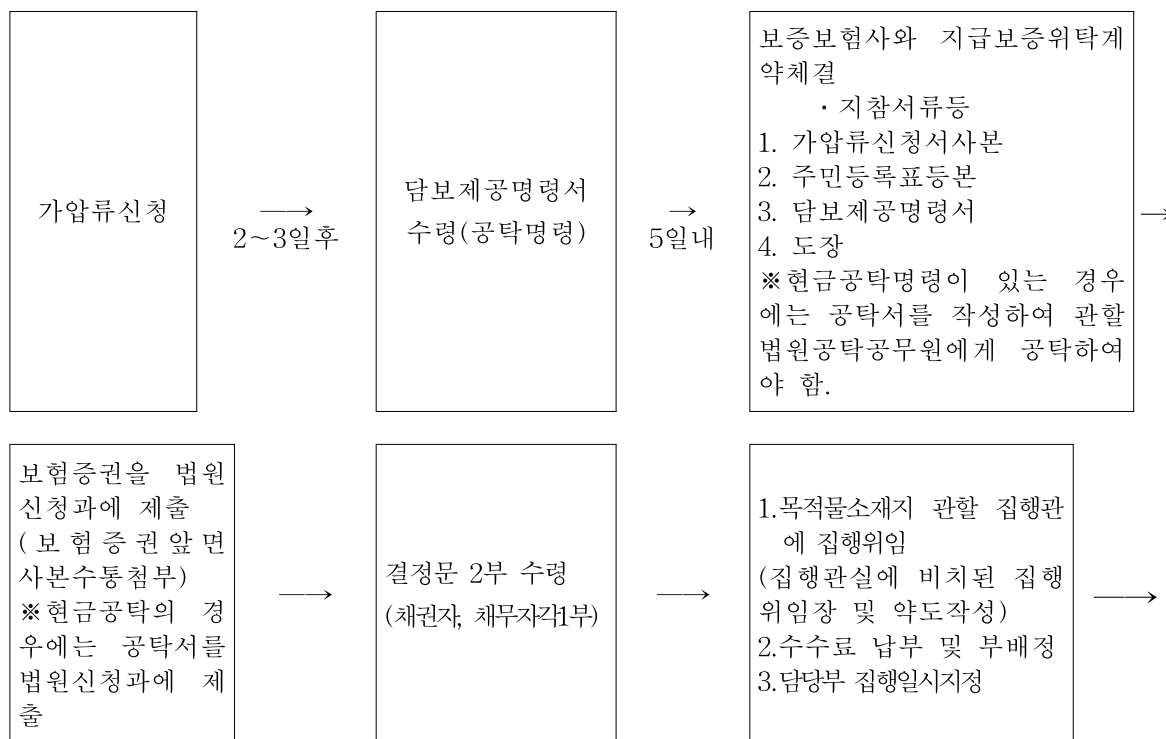 가압류신청
──→
2~3일후
담보제공명령서
수령(공탁명령)
→
5일내
보증보험사와 지급보증위탁계
약체결
· 지참서류등
1. 가압류신청서사본
2. 주민등록표등본
3. 담보제공명령서
4. 도장
※현금공탁명령이 있는 경우
에는 공탁서를 작성하여 관할
법원공탁공무원에게 공탁하여
야 함.
→
보험증권을 법원
신청과에 제출
(보험증권앞면
사본수통첨부)
※현금공탁의 경
우에는 공탁서를
법원신청과에 제
출
──→
결정문 2부 수령
(채권자, 채무자각1부)
──→
1.목적물소재지 관할 집행관
에 집행위임
(집행관실에 비치된 집행
위임장 및 약도작성)
2.수수료 납부 및 부배정
3.담당부 집행일시지정
──→